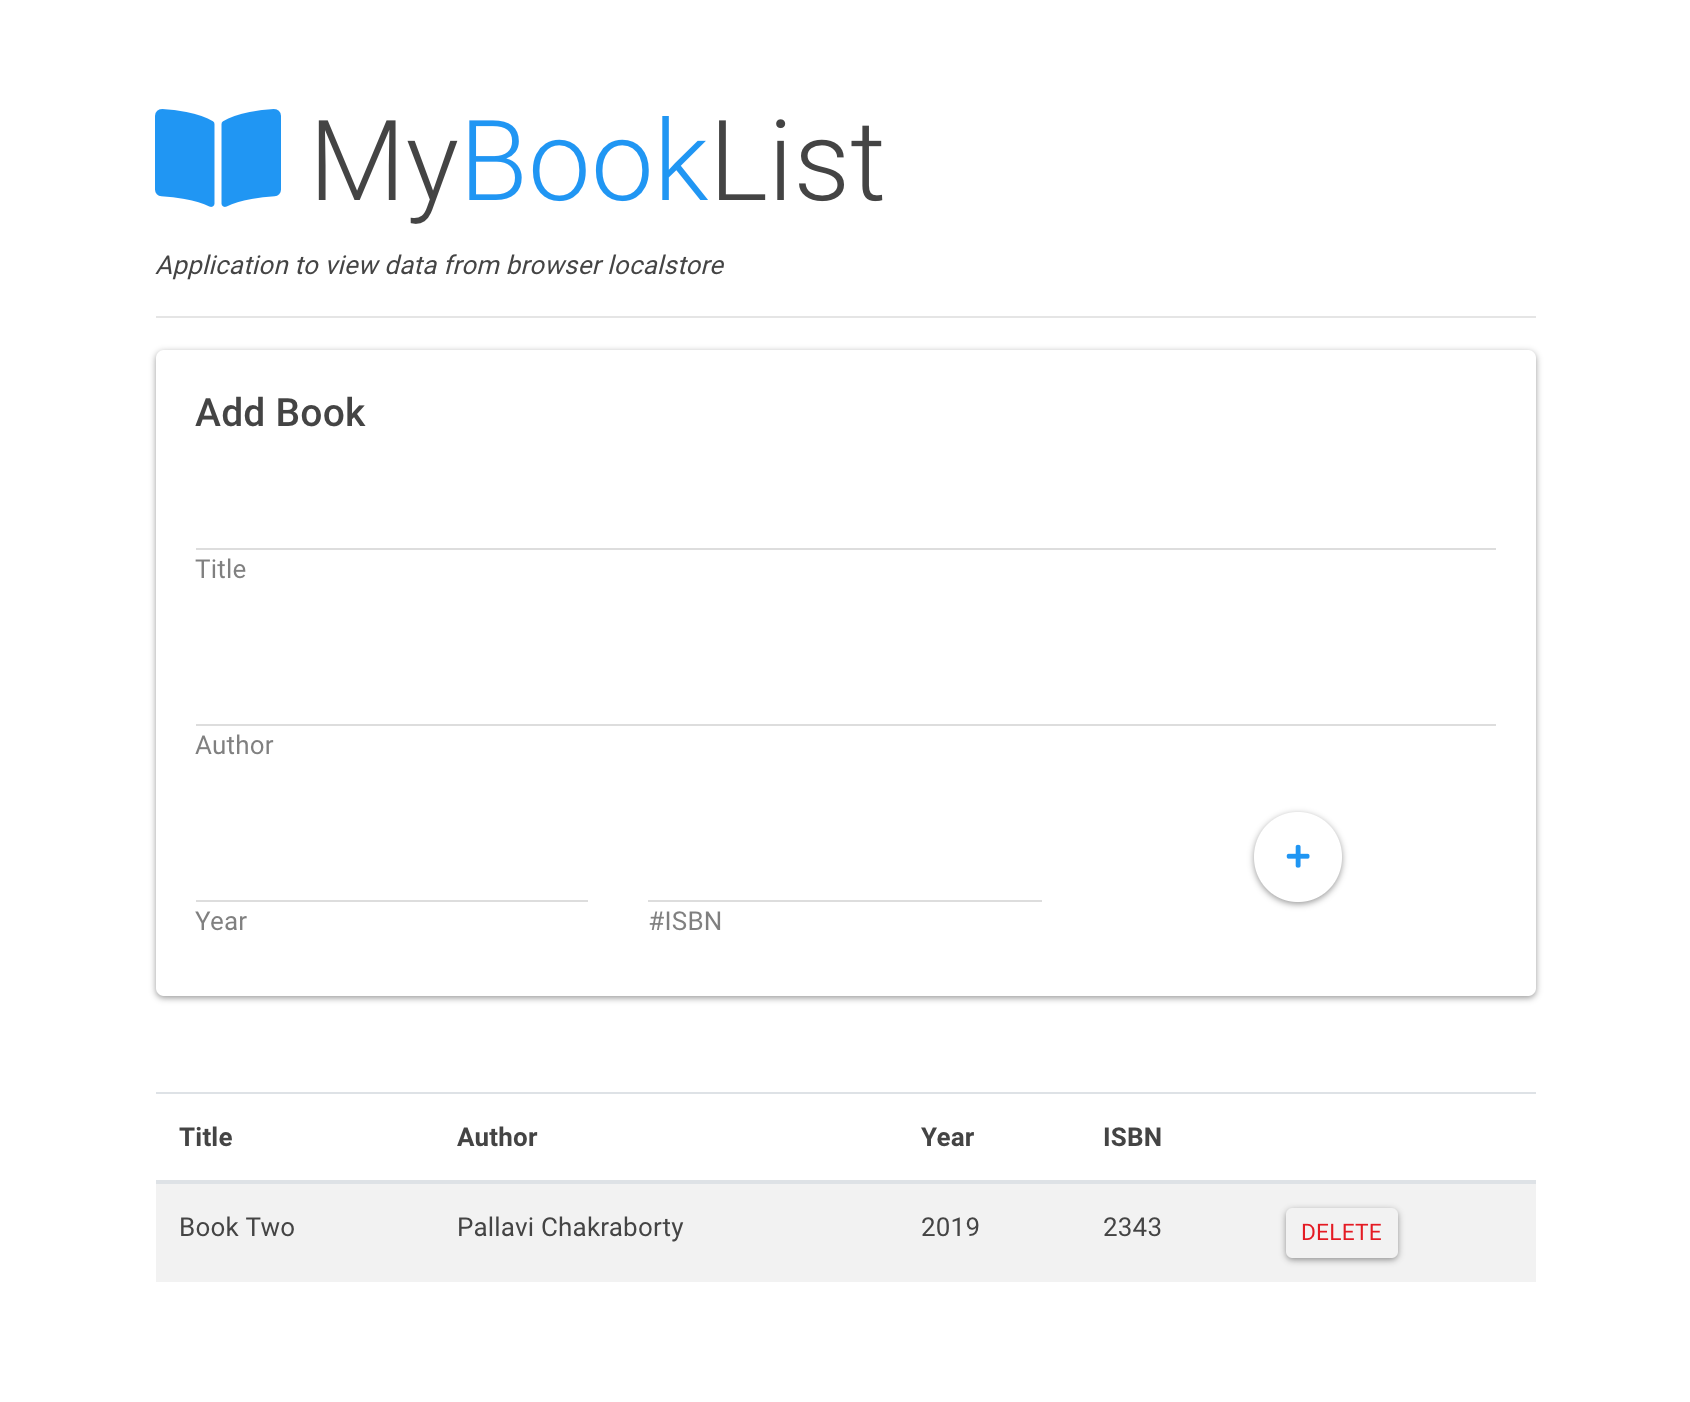 MyBookList
Application to view data from browser localstore
Add Book
Title
Author
Year #ISBN
+
Title Author Year ISBN
Book Two Pallavi Chakraborty 2019 2343 DELETE